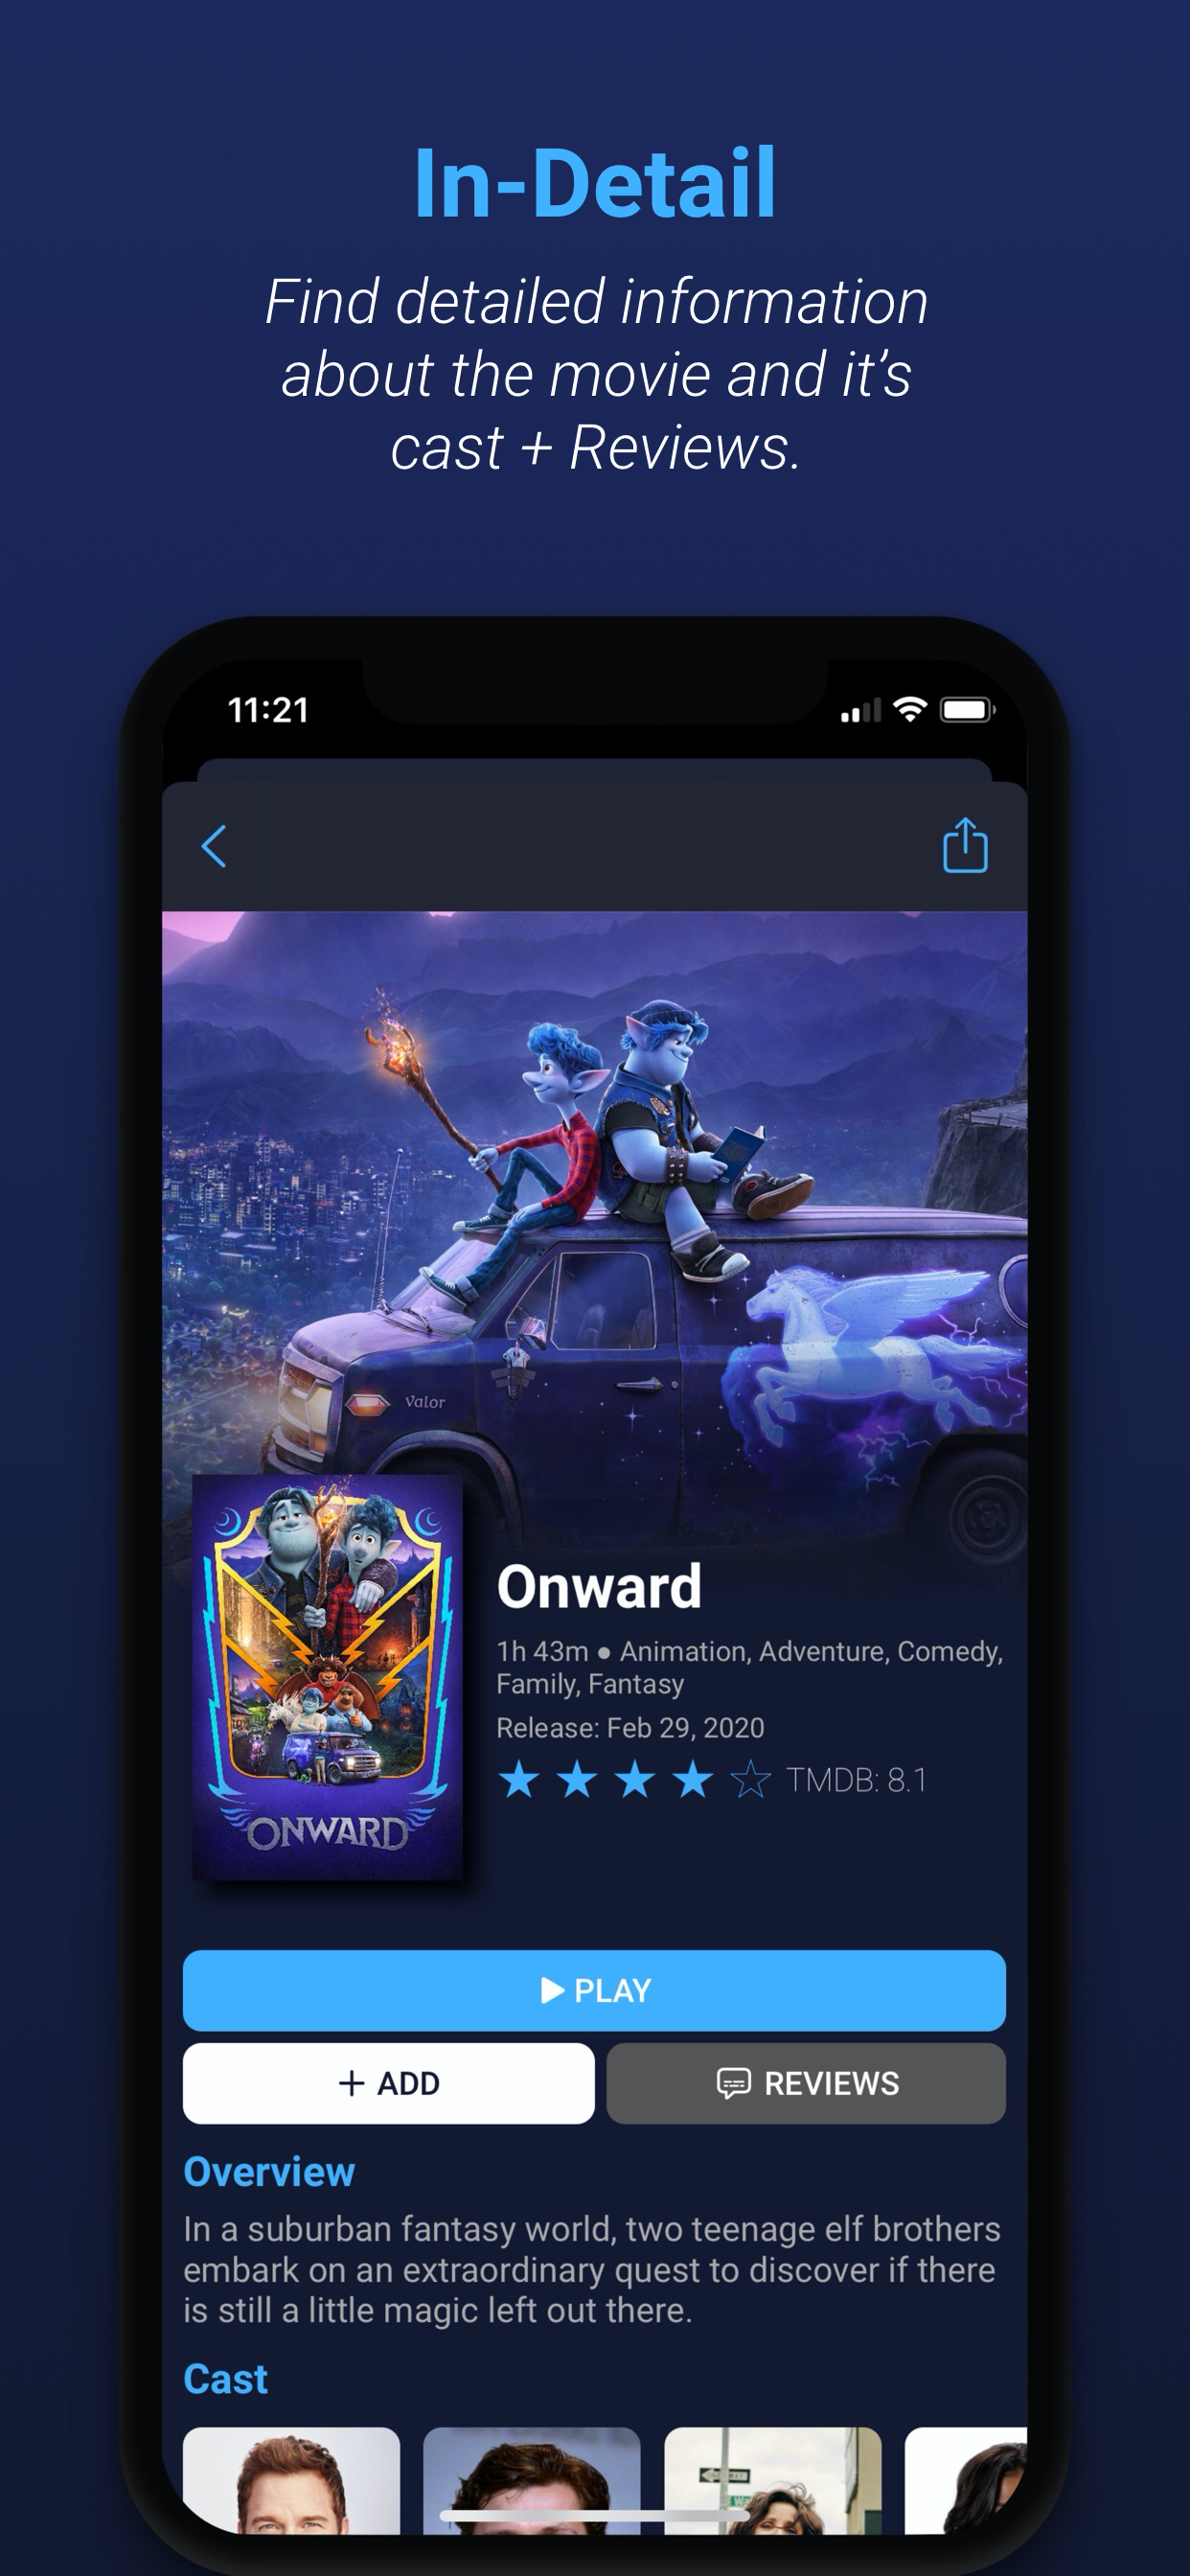 In-Detail
Find detailed information
about the movie and it’s
cast + Reviews.
11:21
Valor
Onward
1h 43m ● Animation, Adventure, Comedy,
Family, Fantasy
Release: Feb 29, 2020
TMDB: 8.1
ONWARD
PLAY
+ ADD
REVIEWS
Overview
In a suburban fantasy world, two teenage elf brothers
embark on an extraordinary quest to discover if there
is still a little magic left out there.
Cast